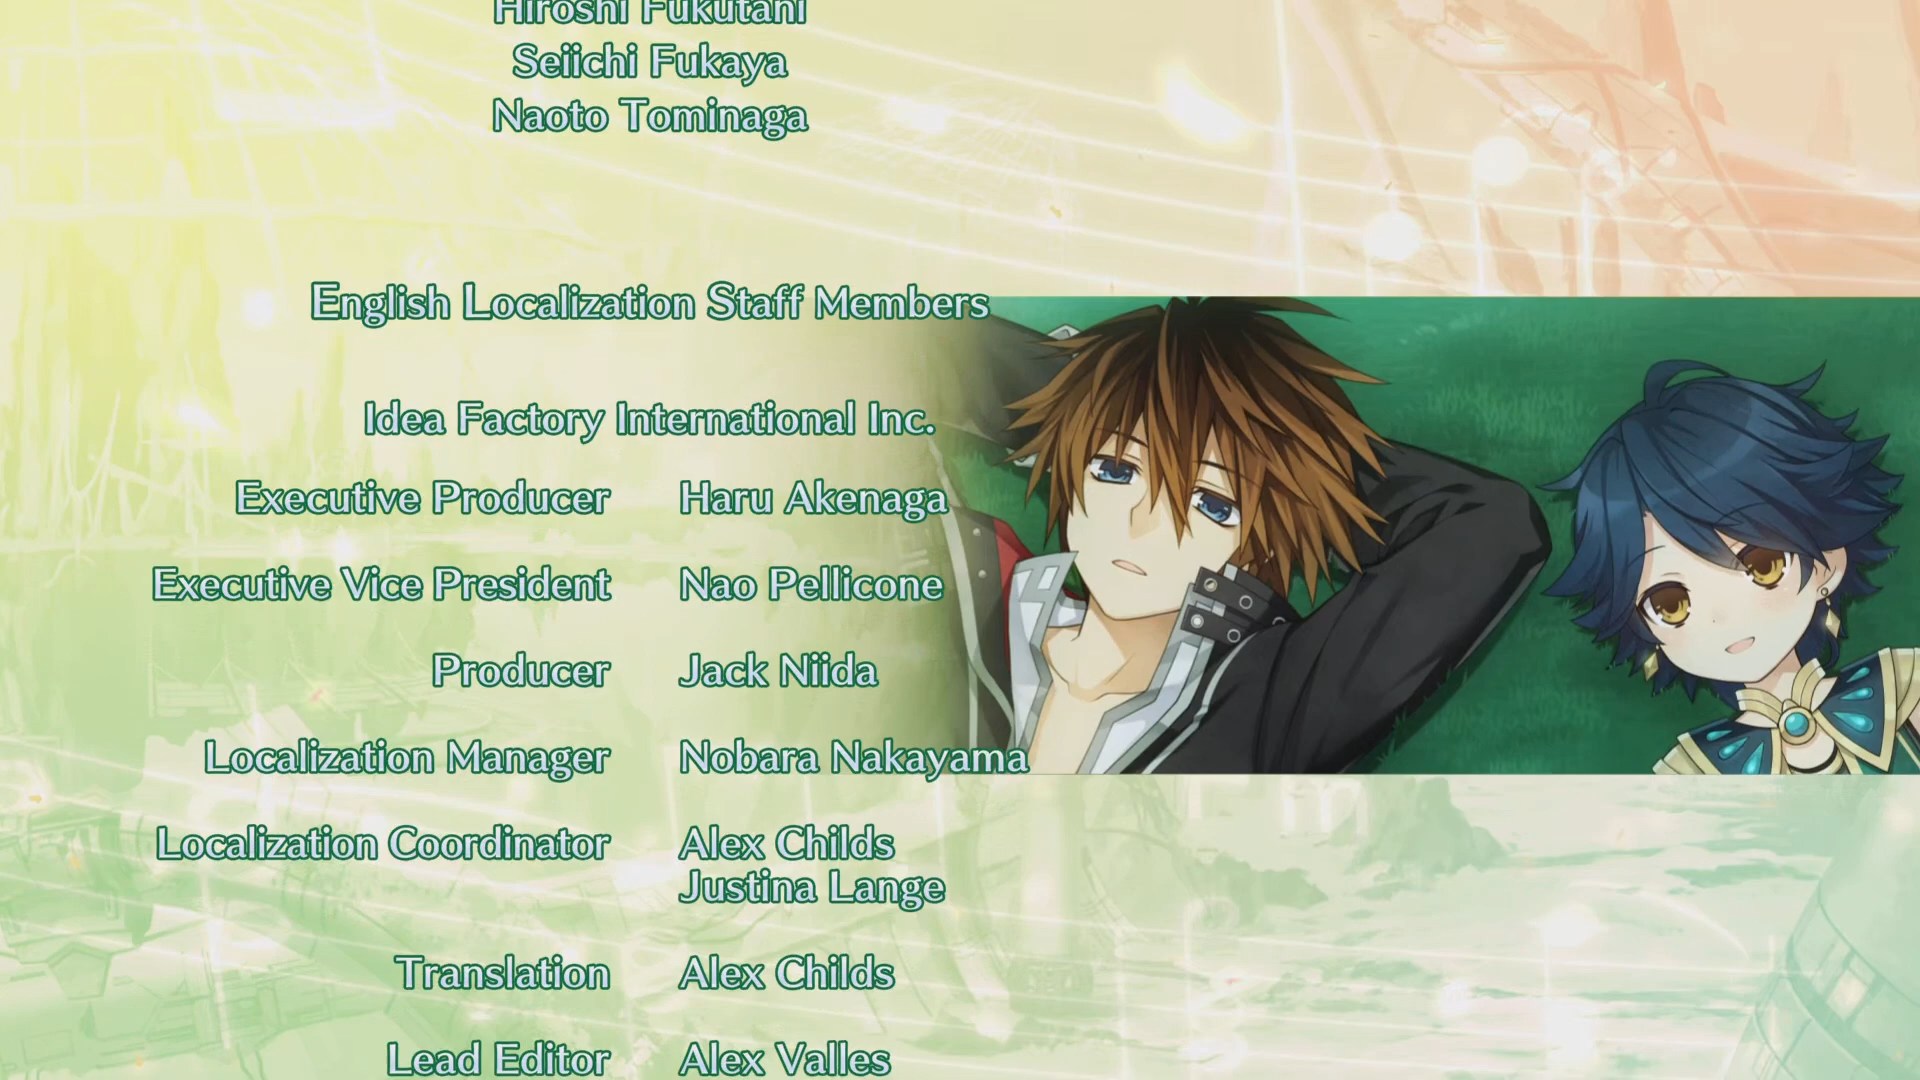 Hiroshi Fukutani
Seiichi Fukaya
Naoto Tominaga
English Localization Staff Members
Idea Factory International Inc.
Executive Producer Haru Akenaga
Executive Vice President Nao Pellicone
Producer Jack Niida
Localization Manager Nobara Nakayama
Localization Coordinator Alex Childs
Justina Lange
Translation Alex Childs
Lead Editor Alex Valles